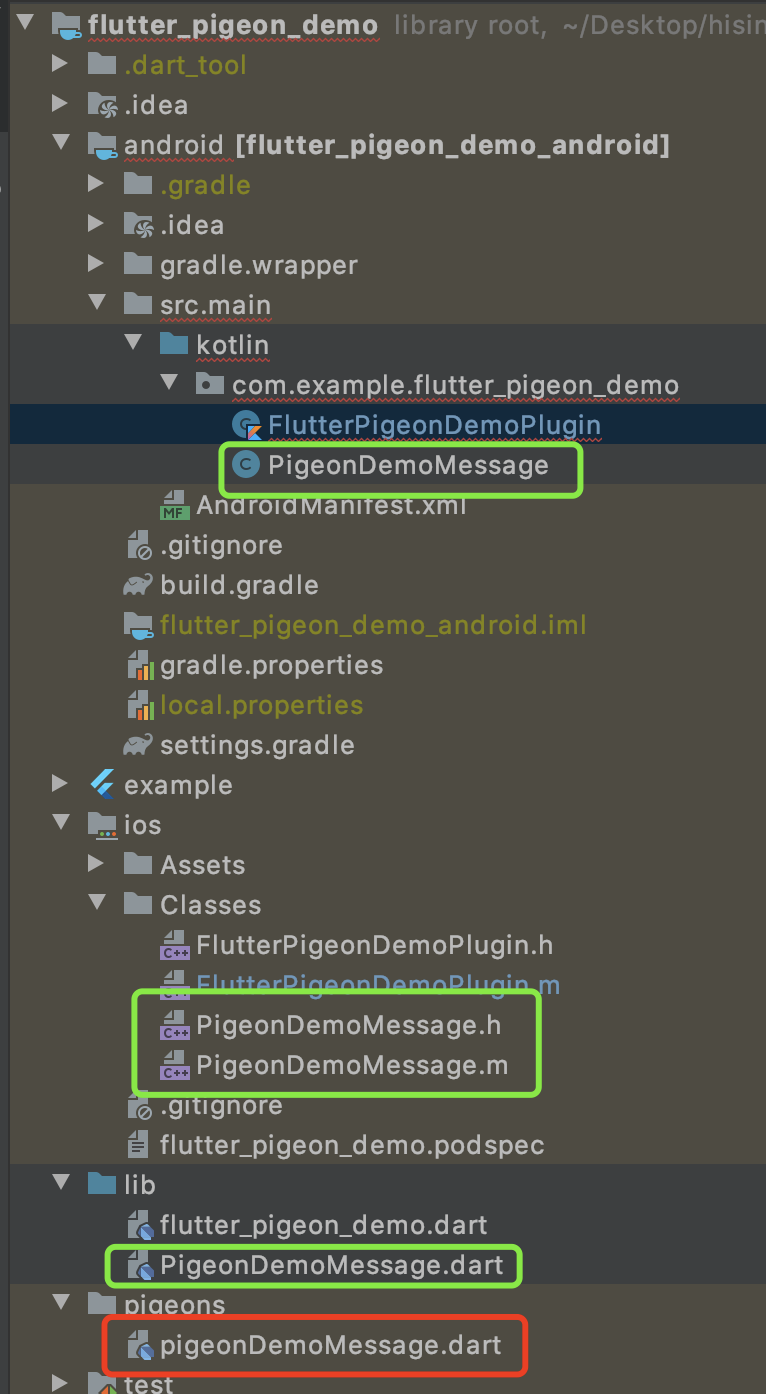 flutter_pigeon_demo library root, ~/Desktop/hisin
.dart_tool
.idea
android [flutter_pigeon_demo_android]
.gradle
.idea
gradle.wrapper
src.main
kotlin
com.example.flutter_pigeon_demo
FlutterPigeonDemoPlugin
PigeonDemoMessage
AndroidManifest.xml
.gitignore
build.gradle
flutter_pigeon_demo_android.iml
gradle.properties
local.properties
settings.gradle
example
ios
Assets
Classes
FlutterPigeonDemoPlugin.h
FlutterPigeonDemoPlugin.m
PigeonDemoMessage.h
PigeonDemoMessage.m
.gitignore
flutter_pigeon_demo.podspec
lib
flutter_pigeon_demo.dart
PigeonDemoMessage.dart
pigeons
pigeonDemoMessage.dart
test